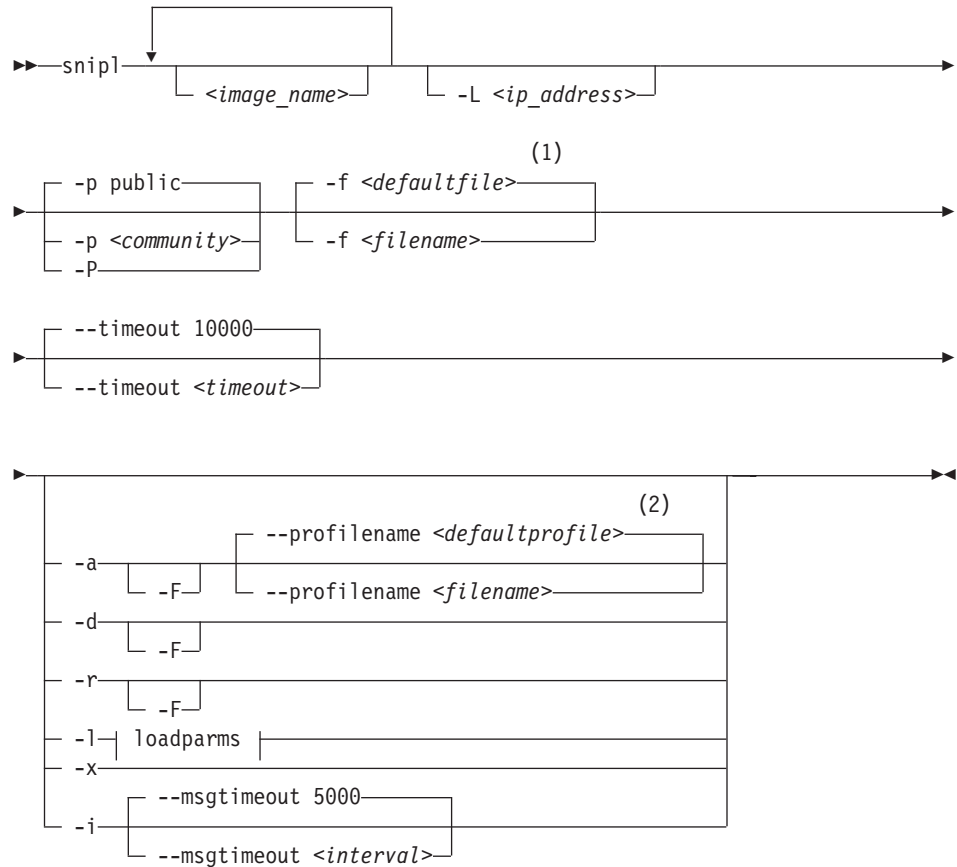 snipl
<image_name>
-L <ip_address>
(1)
-p public
-f <defaultfile>
-p <community>
-f <filename>
-P
--timeout 10000
--timeout <timeout>
(2)
--profilename <defaultprofile>
-a
-F
--profilename <filename>
-d
-F
-r
-F
-l loadparms
-x
--msgtimeout 5000
-i
--msgtimeout <interval>